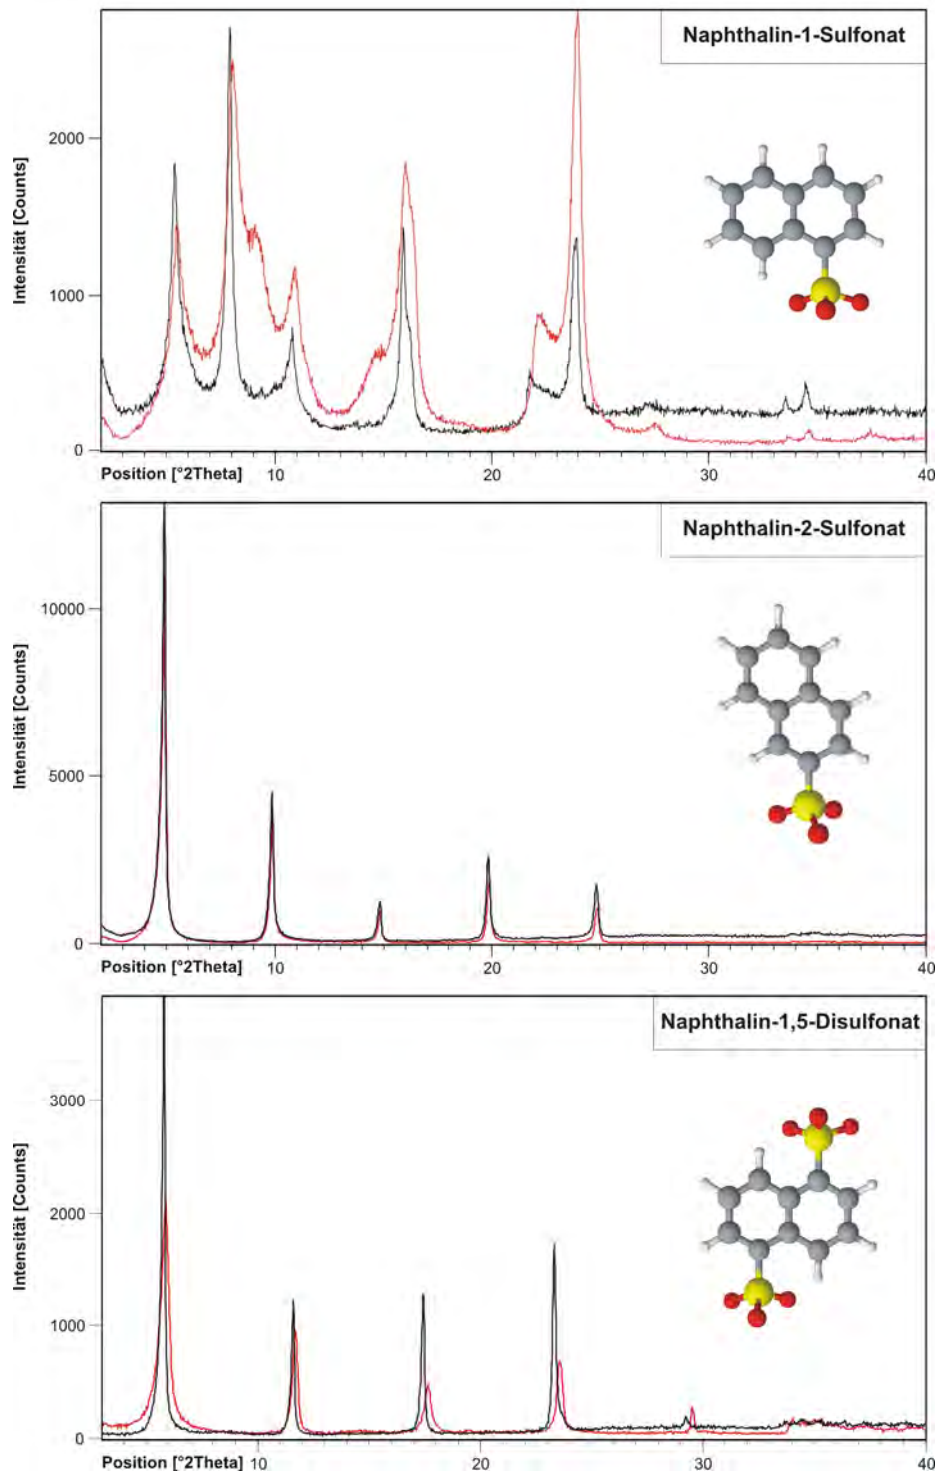 Naphthalin-1-Sulfonat
Intensität [Counts]
2000
1000
0
Position [°2Theta]
10
20
30
40
Naphthalin-2-Sulfonat
Intensität [Counts]
10000
5000
0
Position [°2Theta]
10
20
30
40
Naphthalin-1,5-Disulfonat
Intensität [Counts]
3000
2000
1000
0
Position [°2Theta]
10
20
30
40